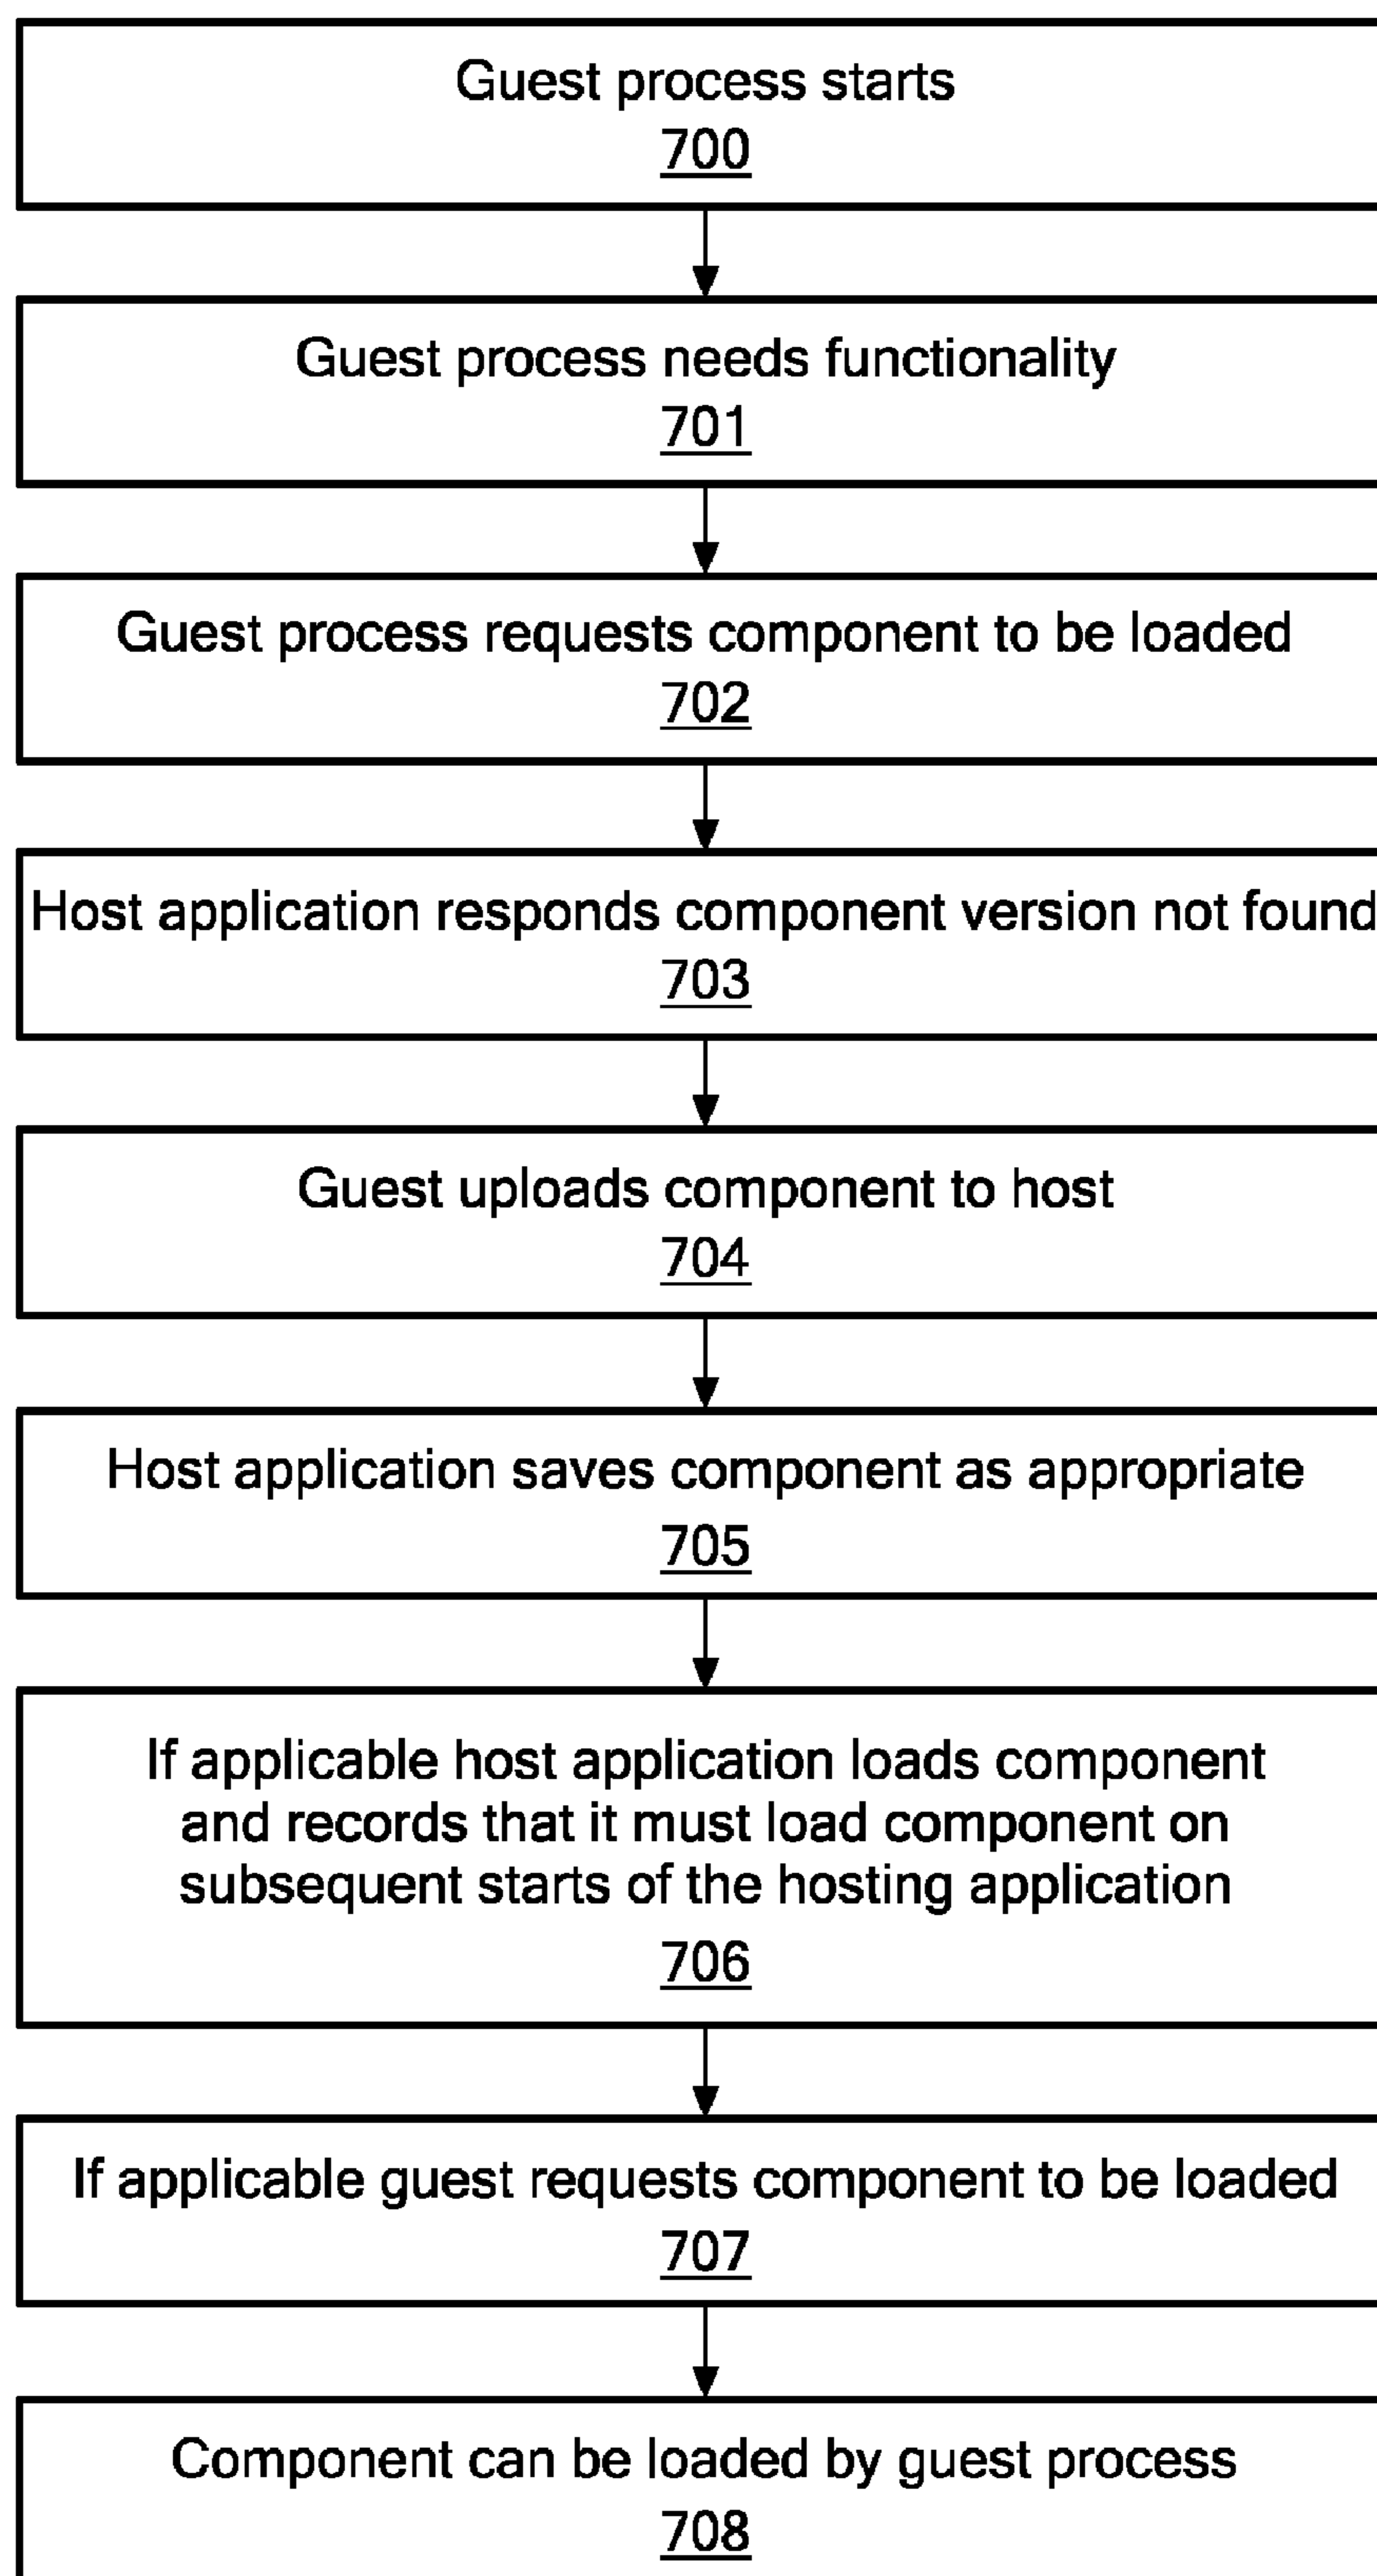 Guest process starts
700
Guest process needs functionality
701
Guest process requests component to be loaded
702
Host application responds component version not found
703
Guest uploads component to host
704
Host application saves component as appropriate
705
If applicable host application loads component
and records that it must load component on
subsequent starts of the hosting application
706
If applicable guest requests component to be loaded
707
Component can be loaded by guest process
708